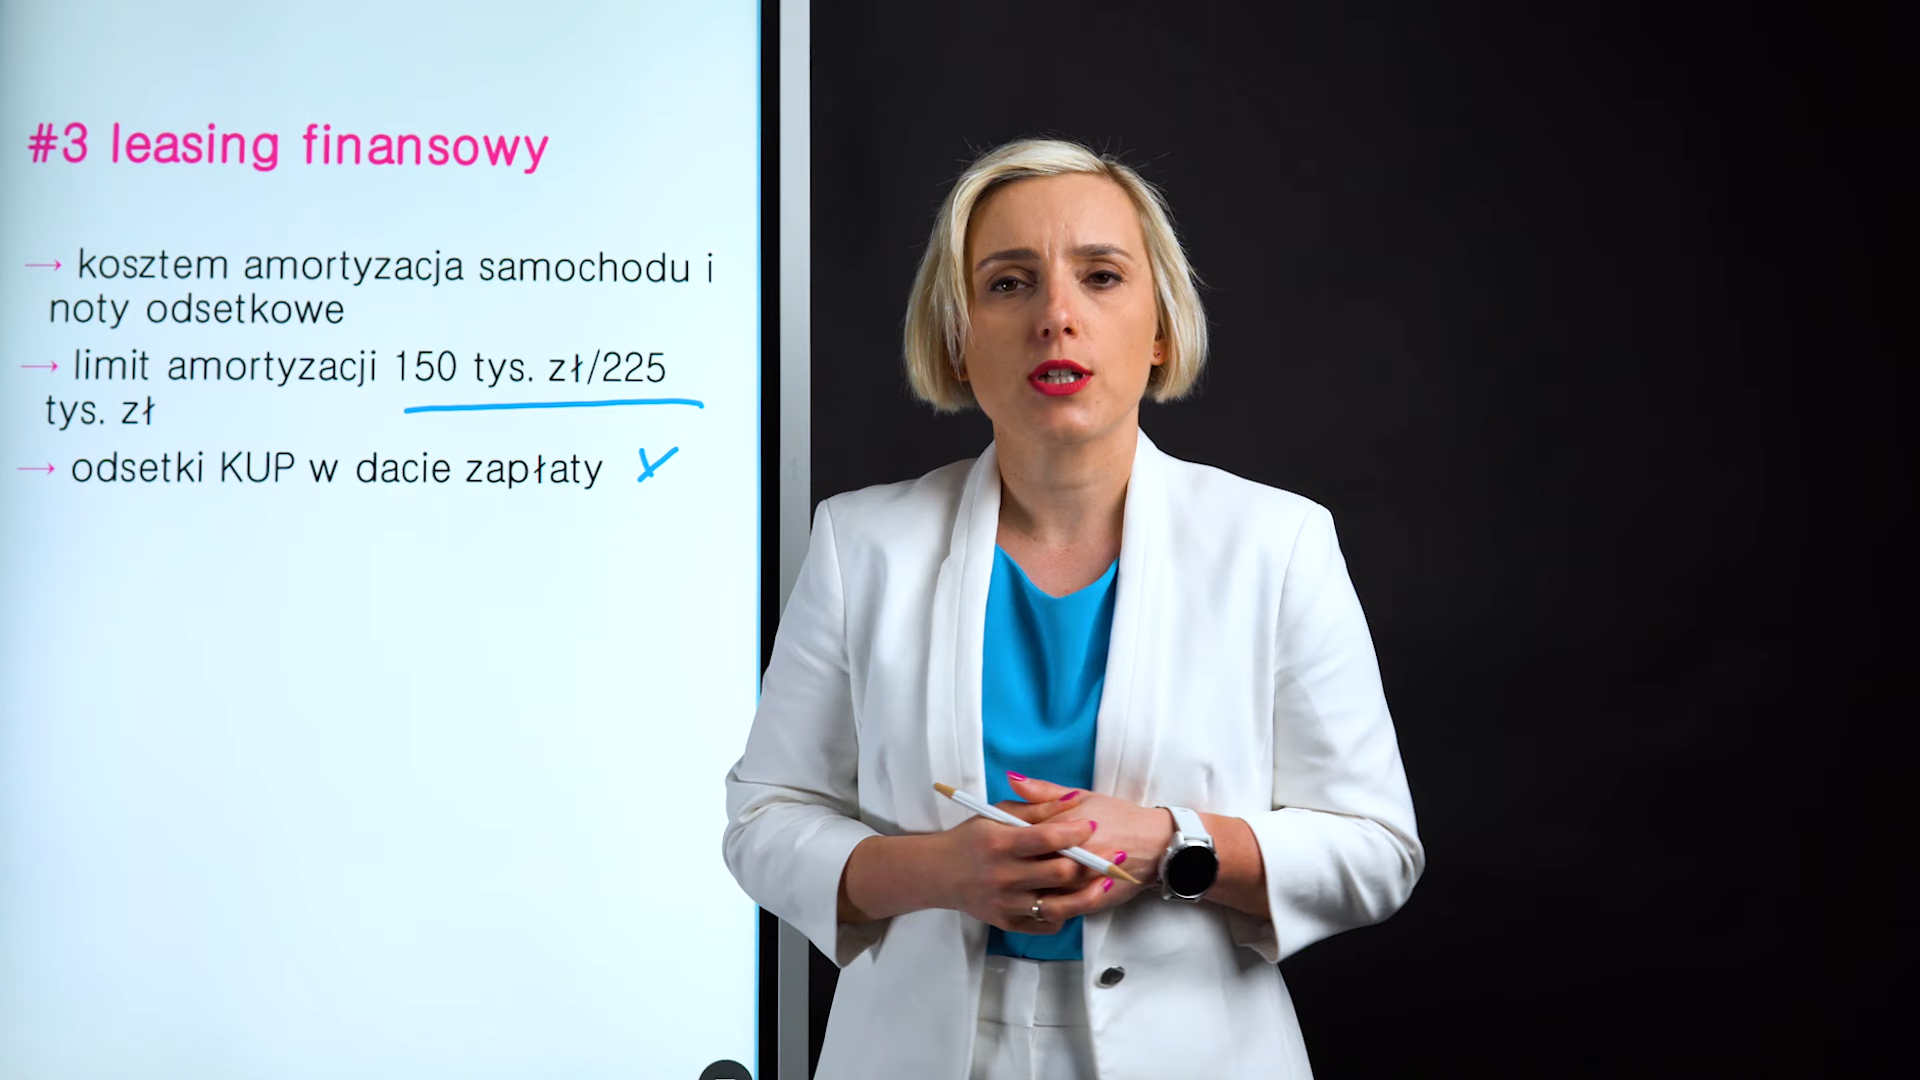 #3 leasing finansowy
→ kosztem amortyzacja samochodu i
noty odsetkowe
→ limit amortyzacji 150 tys. zł/225
tys. zł
→ odsetki KUP w dacie zapłaty